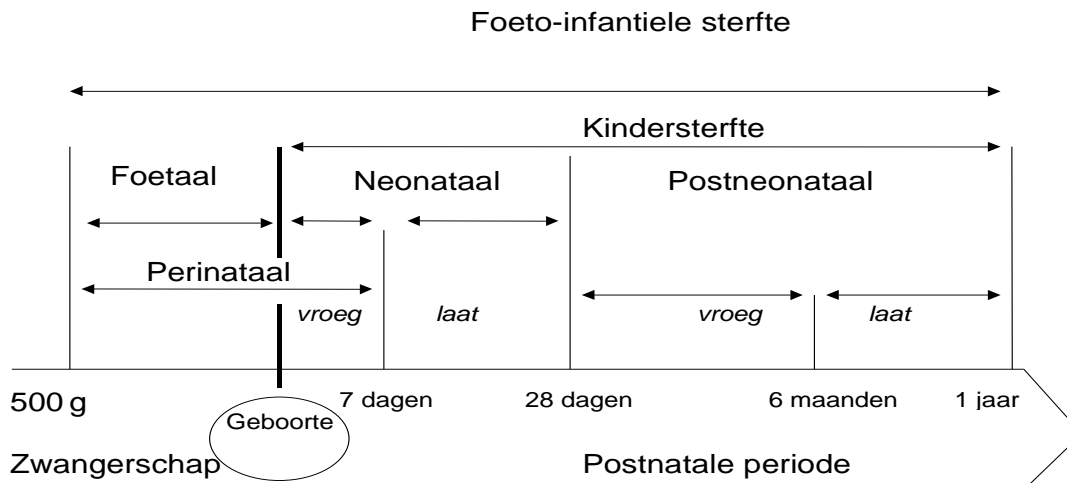 Foeto-infantiele sterfte
Kindersterfte
Foetaal Neonataal Postneonataal
Perinataal
vroeg laat vroeg laat
500 g 7 dagen 28 dagen 6 maanden 1 jaar
Geboorte
Zwangerschap Postnatale periode